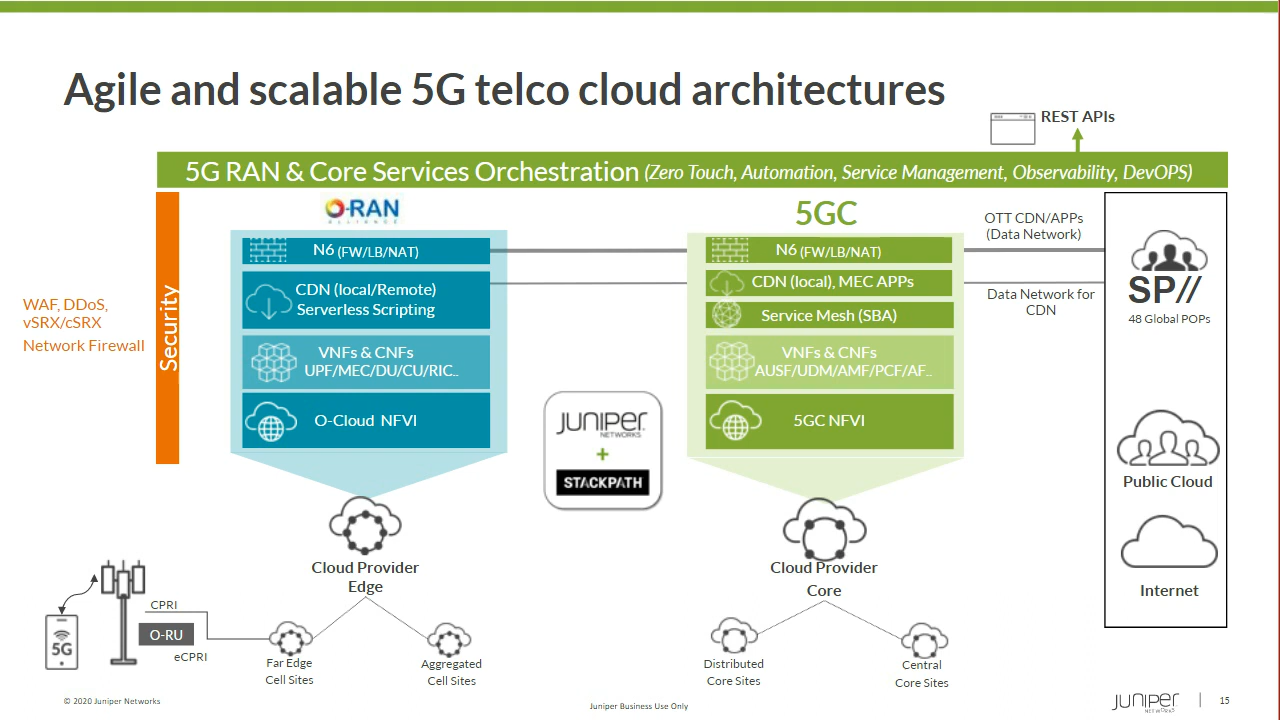 Agile and scalable 5G telco cloud architectures
REST APIs
5G RAN & Core Services Orchestration (Zero Touch, Automation, Service Management, Observability, DevOPS)
WAF, DDoS,
vSRX/cSRX
Network Firewall
Security
O-RAN
ALLIANCE
N6 (FW/LB/NAT)
CDN (local/Remote)
Serverless Scripting
VNFs & CNFs
UPF/MEC/DU/CU/RIC..
O-Cloud NFVI
JUNIPER
NETWORKS
+
STACKPATH
5GC
N6 (FW/LB/NAT)
CDN (local), MEC APPs
Service Mesh (SBA)
VNFs & CNFs
AUSF/UDM/AMF/PCF/AF..
5GC NFVI
OTT CDN/APPs
(Data Network)
Data Network for
CDN
SP//
48 Global POPs
Public Cloud
Internet
Cloud Provider
Edge
Cloud Provider
Core
5G
CPRI
O-RU
eCPRI
Far Edge
Cell Sites
Aggregated
Cell Sites
Distributed
Core Sites
Central
Core Sites
© 2020 Juniper Networks
Juniper Business Use Only
JUNIPER
NETWORKS
15